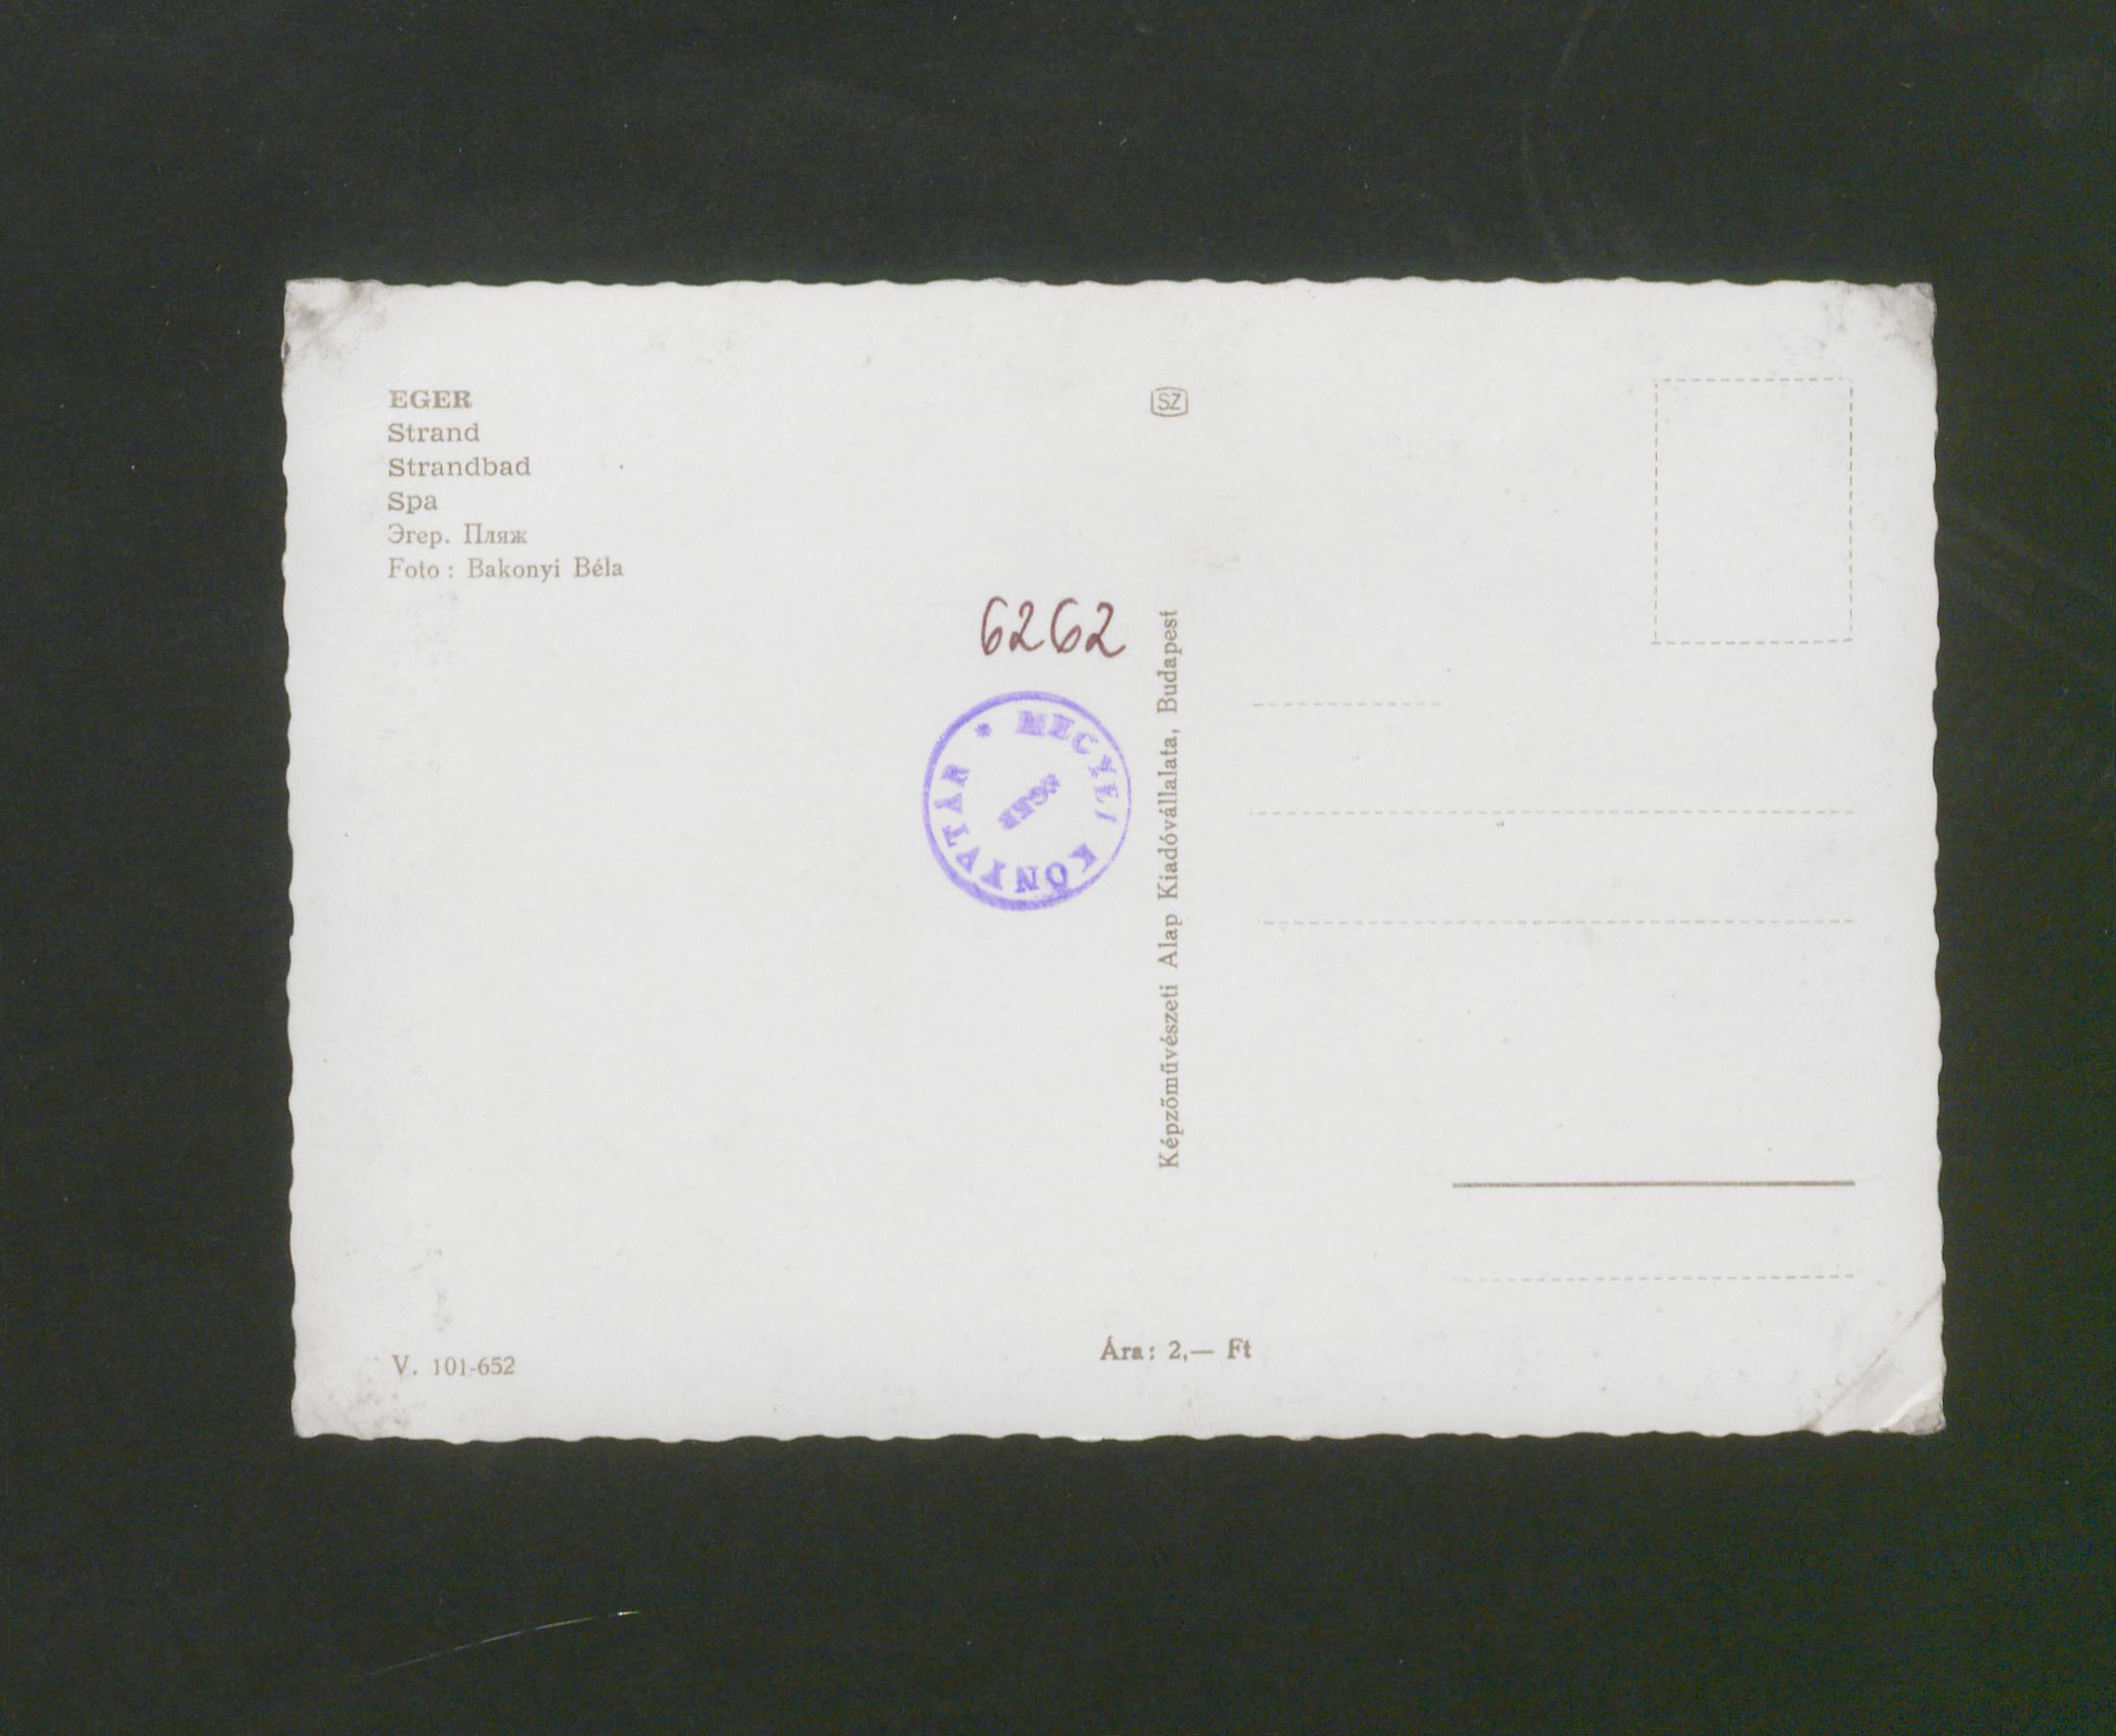 EGER
Strand
Strandbad
Spa
Эгер. Пляж
Foto : Bakonyi Béla
SZ
6262
* MEGYEI KÖNYVTÁR
EGER
Képzőművészeti Alap Kiadóvállalata, Budapest
V. 101-652
Ára: 2,— Ft